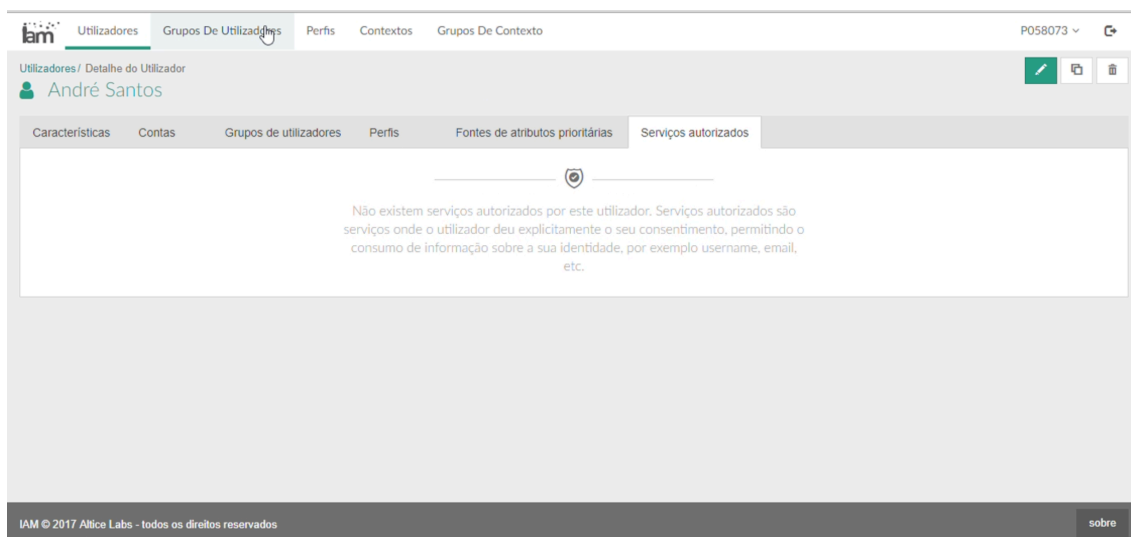 Iam Utilizadores Grupos De Utilizadores Perfis Contextos Grupos De Contexto P058073
Utilizadores / Detalhe do Utilizador
André Santos
Características Contas Grupos de utilizadores Perfis Fontes de atributos prioritárias Serviços autorizados
Não existem serviços autorizados por este utilizador. Serviços autorizados são
serviços onde o utilizador deu explicitamente o seu consentimento, permitindo o
consumo de informação sobre a sua identidade, por exemplo username, email,
etc.
IAM © 2017 Altice Labs - todos os direitos reservados sobre